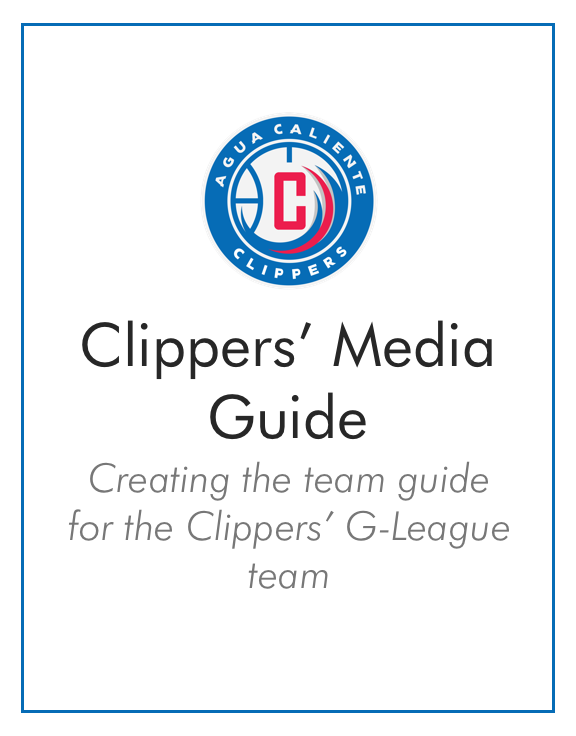 AGUA CALIENTE
C
CLIPPERS
Clippers’ Media
Guide
Creating the team guide
for the Clippers’ G-League
team